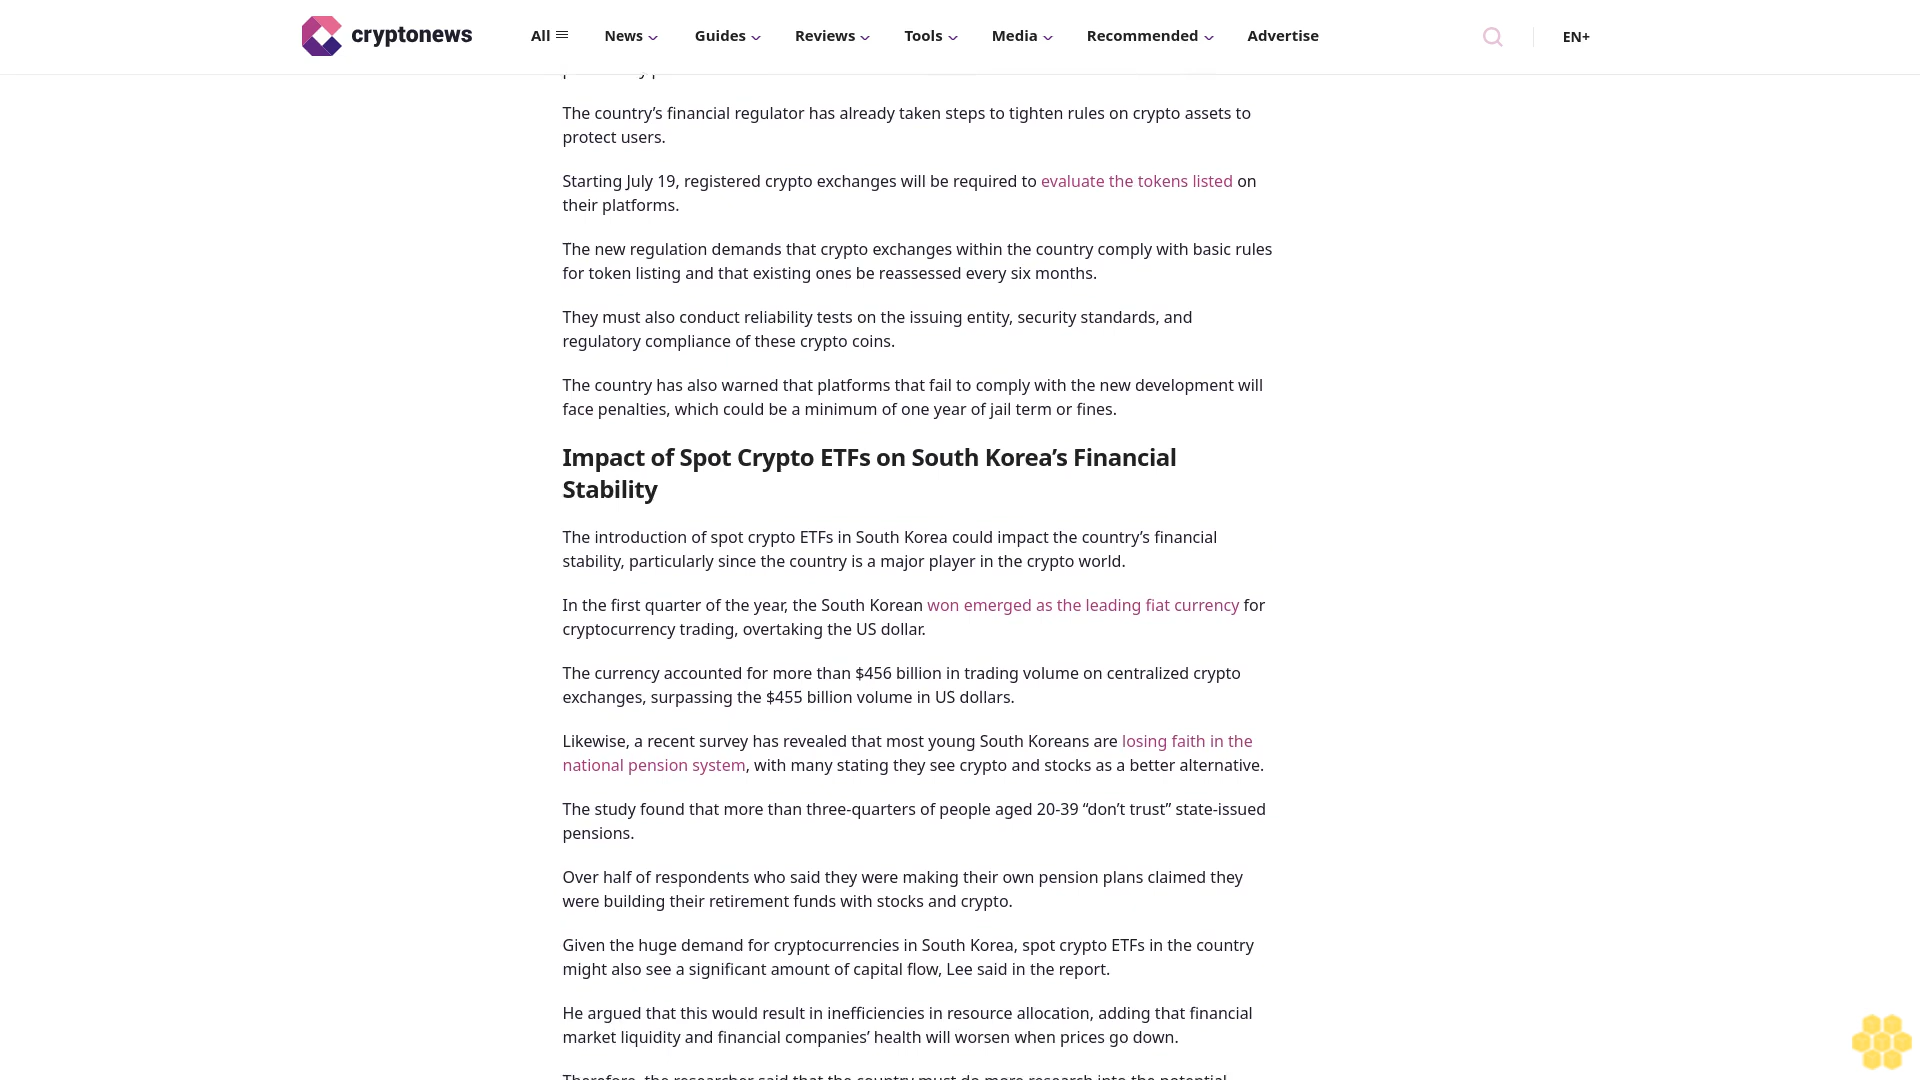 cryptonews
All
News
Guides
Reviews
Tools
Media
Recommended
Advertise
EN+
The country’s financial regulator has already taken steps to tighten rules on crypto assets to
protect users.
Starting July 19, registered crypto exchanges will be required to evaluate the tokens listed on
their platforms.
The new regulation demands that crypto exchanges within the country comply with basic rules
for token listing and that existing ones be reassessed every six months.
They must also conduct reliability tests on the issuing entity, security standards, and
regulatory compliance of these crypto coins.
The country has also warned that platforms that fail to comply with the new development will
face penalties, which could be a minimum of one year of jail term or fines.
Impact of Spot Crypto ETFs on South Korea’s Financial
Stability
The introduction of spot crypto ETFs in South Korea could impact the country’s financial
stability, particularly since the country is a major player in the crypto world.
In the first quarter of the year, the South Korean won emerged as the leading fiat currency for
cryptocurrency trading, overtaking the US dollar.
The currency accounted for more than $456 billion in trading volume on centralized crypto
exchanges, surpassing the $455 billion volume in US dollars.
Likewise, a recent survey has revealed that most young South Koreans are losing faith in the
national pension system, with many stating they see crypto and stocks as a better alternative.
The study found that more than three-quarters of people aged 20-39 “don’t trust” state-issued
pensions.
Over half of respondents who said they were making their own pension plans claimed they
were building their retirement funds with stocks and crypto.
Given the huge demand for cryptocurrencies in South Korea, spot crypto ETFs in the country
might also see a significant amount of capital flow, Lee said in the report.
He argued that this would result in inefficiencies in resource allocation, adding that financial
market liquidity and financial companies’ health will worsen when prices go down.
Therefore, the researcher said that the country must do more research into the potential